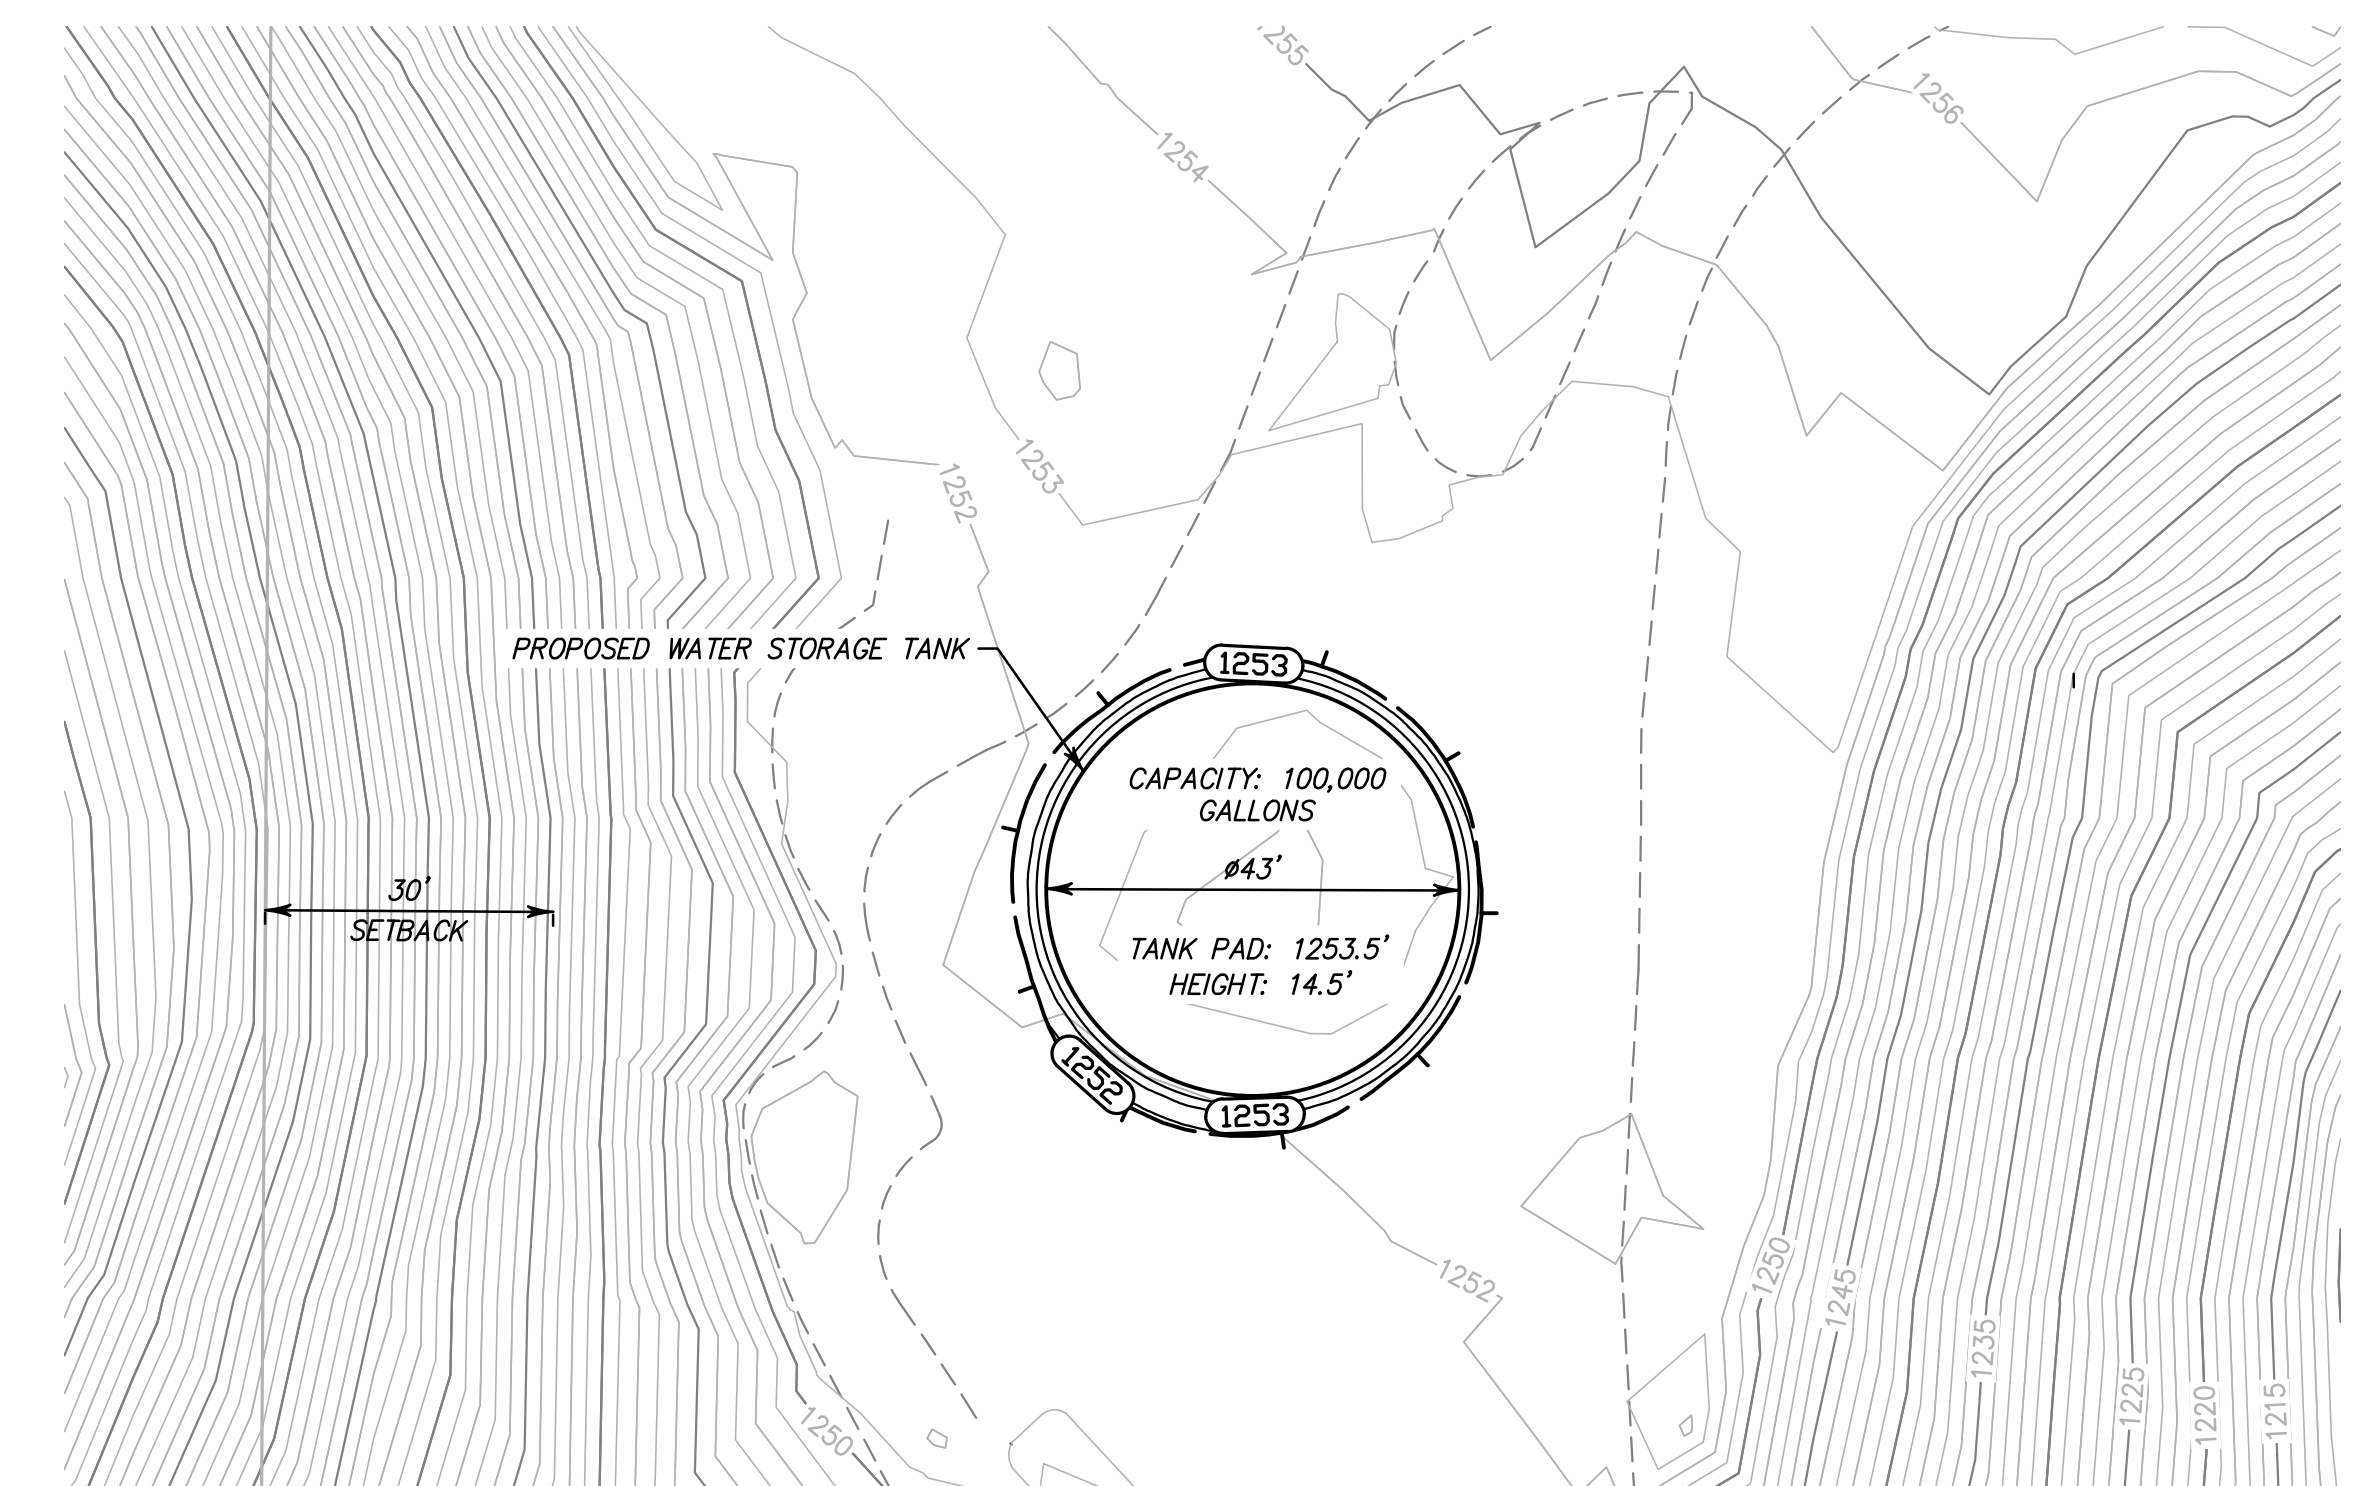 1255
1256
1254
1253
1252
PROPOSED WATER STORAGE TANK
1253
CAPACITY: 100,000
GALLONS
ø43'
30'
SETBACK
TANK PAD: 1253.5'
HEIGHT: 14.5'
1252
1253
1252
1250
1245
1235
1225
1220
1215
1250